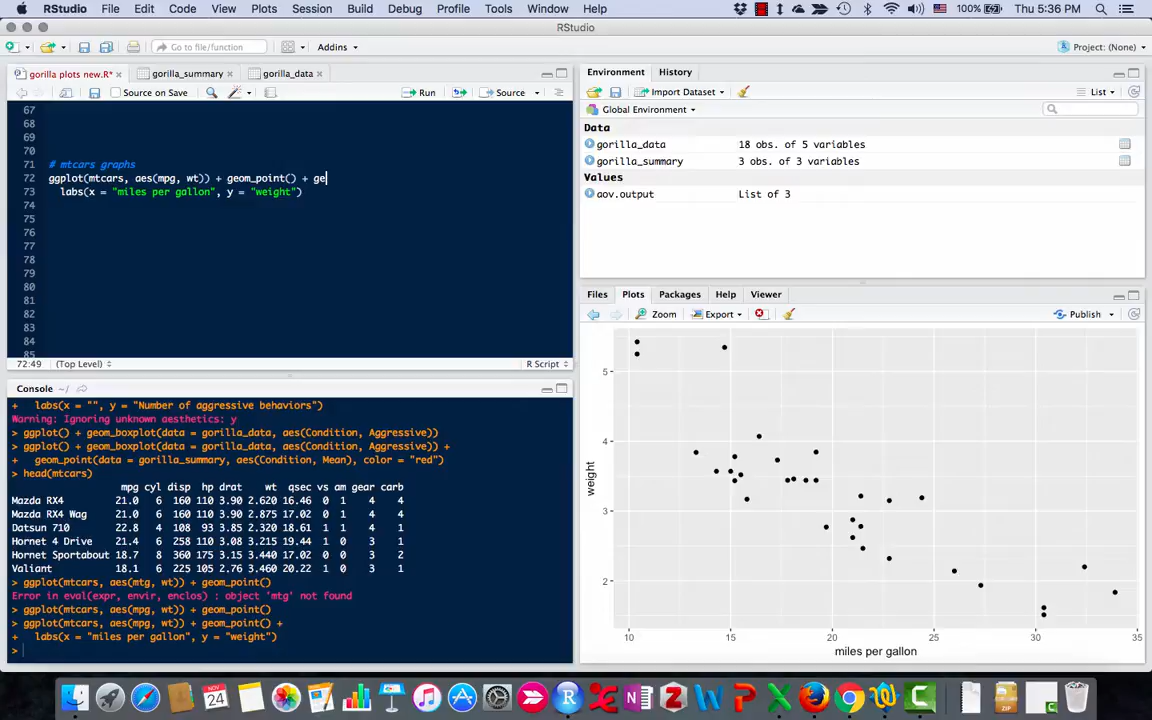 RStudio File Edit Code View Plots Session Build Debug Profile Tools Window Help 100% Thu 5:36 PM
RStudio
Go to file/function Addins Project: (None)
gorilla plots new.R* gorilla_summary gorilla_data
Source on Save Run Source
67
68
69
70
71 # mtcars graphs
72 ggplot(mtcars, aes(mpg, wt)) + geom_point() + ge
73 labs(x = "miles per gallon", y = "weight")
74
75
76
77
78
79
80
81
82
83
84
85
72:49 (Top Level) R Script
Console ~/
+ labs(x = "", y = "Number of aggressive behaviors")
Warning: Ignoring unknown aesthetics: y
> ggplot() + geom_boxplot(data = gorilla_data, aes(Condition, Aggressive))
> ggplot() + geom_boxplot(data = gorilla_data, aes(Condition, Aggressive)) +
+ geom_point(data = gorilla_summary, aes(Condition, Mean), color = "red")
> head(mtcars)
mpg cyl disp hp drat wt qsec vs am gear carb
Mazda RX4 21.0 6 160 110 3.90 2.620 16.46 0 1 4 4
Mazda RX4 Wag 21.0 6 160 110 3.90 2.875 17.02 0 1 4 4
Datsun 710 22.8 4 108 93 3.85 2.320 18.61 1 1 4 1
Hornet 4 Drive 21.4 6 258 110 3.08 3.215 19.44 1 0 3 1
Hornet Sportabout 18.7 8 360 175 3.15 3.440 17.02 0 0 3 2
Valiant 18.1 6 225 105 2.76 3.460 20.22 1 0 3 1
> ggplot(mtcars, aes(mtg, wt)) + geom_point()
Error in eval(expr, envir, enclos) : object 'mtg' not found
> ggplot(mtcars, aes(mpg, wt)) + geom_point()
> ggplot(mtcars, aes(mpg, wt)) + geom_point() +
+ labs(x = "miles per gallon", y = "weight")
>
Environment History
Import Dataset List
Global Environment
Data
gorilla_data 18 obs. of 5 variables
gorilla_summary 3 obs. of 3 variables
Values
aov.output List of 3
Files Plots Packages Help Viewer
Zoom Export Publish
5
4
3
2
weight
10 15 20 25 30 35
miles per gallon
NOV
24